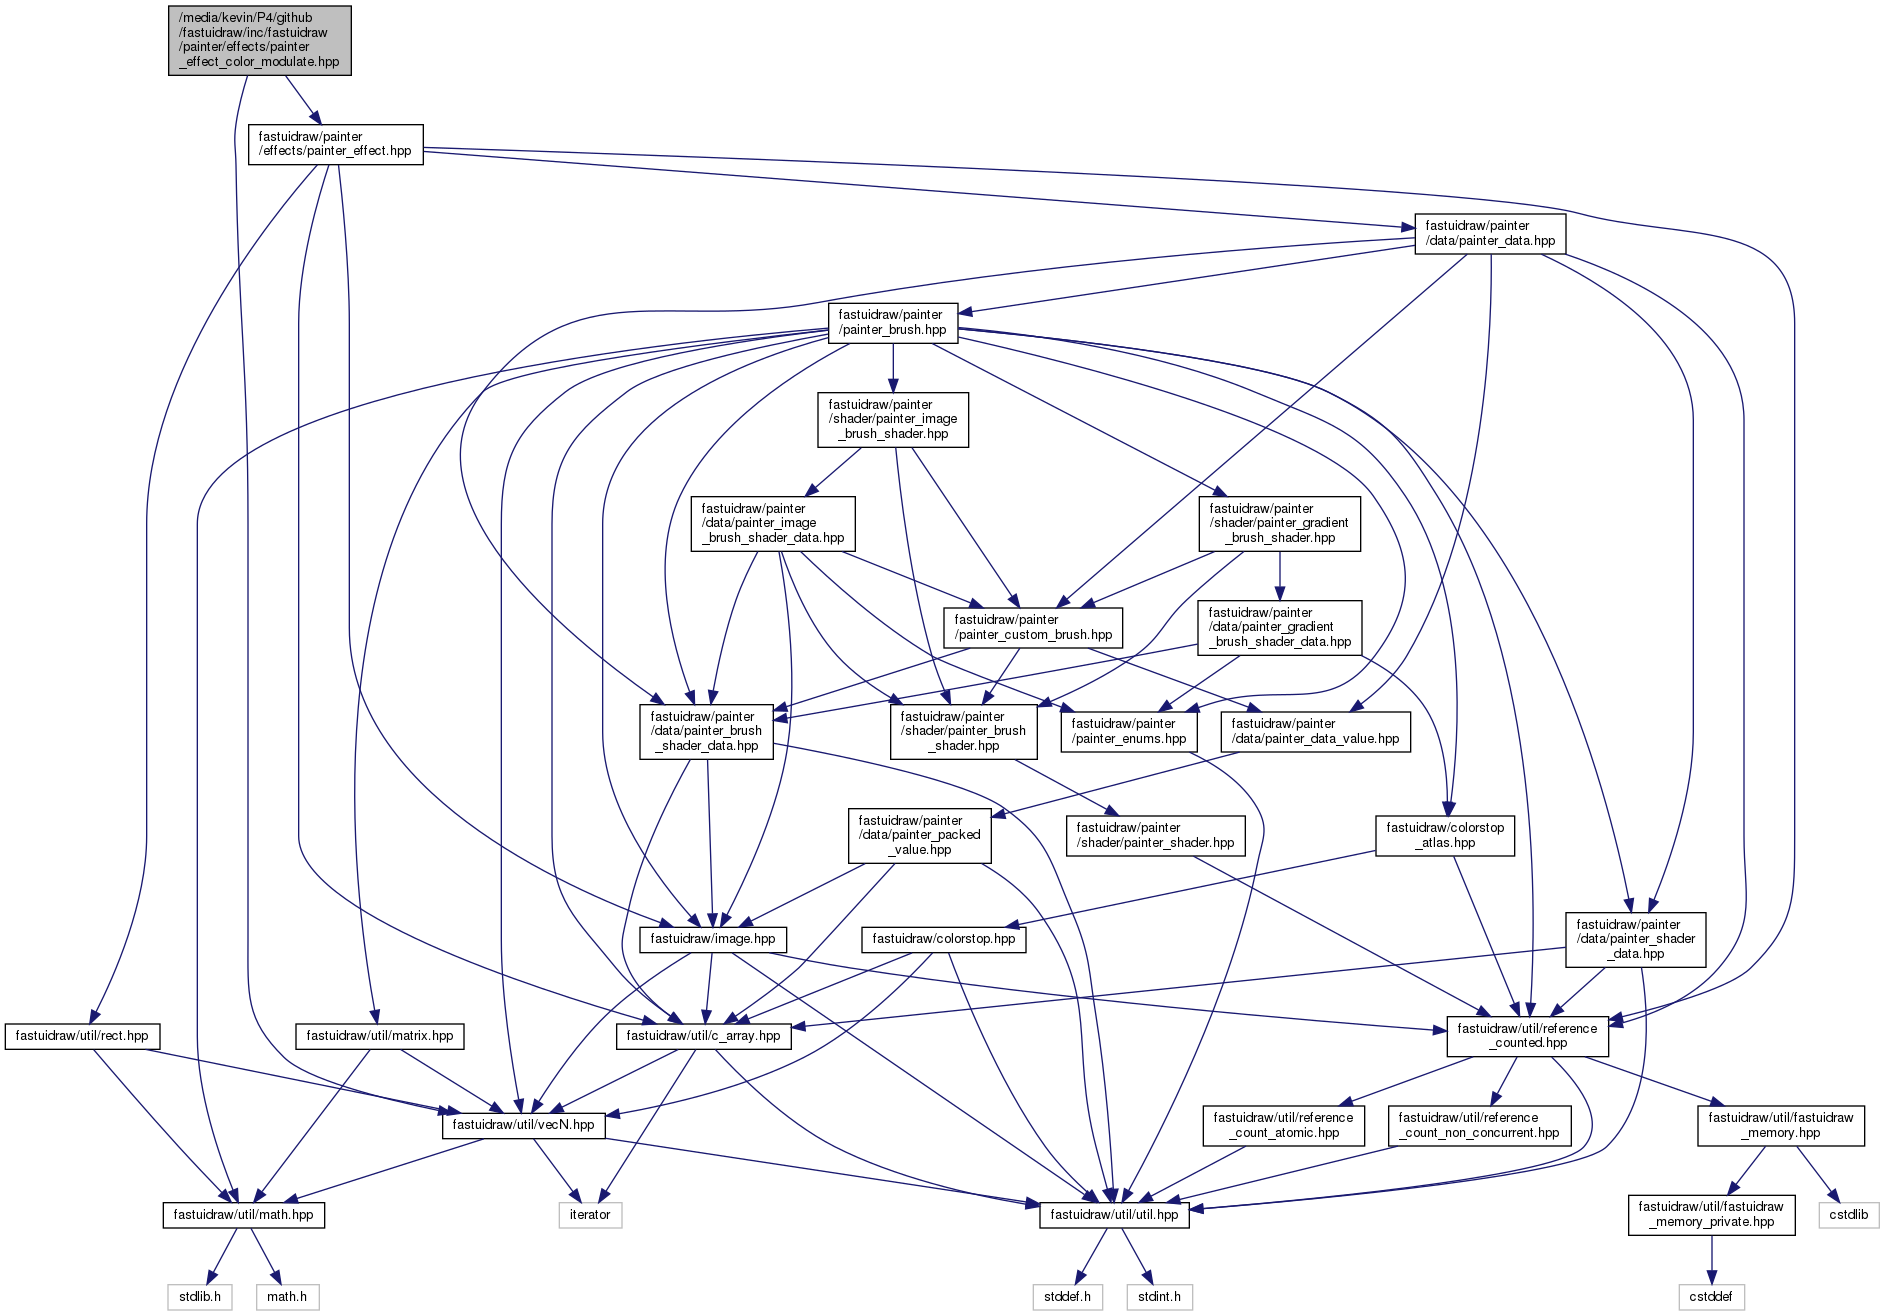 /media/kevin/P4/github
/fastuidraw/inc/fastuidraw
/painter/effects/painter
_effect_color_modulate.hpp
fastuidraw/painter
/effects/painter_effect.hpp
fastuidraw/painter
/data/painter_data.hpp
fastuidraw/painter
/painter_brush.hpp
fastuidraw/painter
/shader/painter_image
_brush_shader.hpp
fastuidraw/painter
/data/painter_image
_brush_shader_data.hpp
fastuidraw/painter
/shader/painter_gradient
_brush_shader.hpp
fastuidraw/painter
/painter_custom_brush.hpp
fastuidraw/painter
/data/painter_gradient
_brush_shader_data.hpp
fastuidraw/painter
/data/painter_brush
_shader_data.hpp
fastuidraw/painter
/shader/painter_brush
_shader.hpp
fastuidraw/painter
/painter_enums.hpp
fastuidraw/painter
/data/painter_data_value.hpp
fastuidraw/painter
/data/painter_packed
_value.hpp
fastuidraw/painter
/shader/painter_shader.hpp
fastuidraw/colorstop
_atlas.hpp
fastuidraw/image.hpp
fastuidraw/colorstop.hpp
fastuidraw/painter
/data/painter_shader
_data.hpp
fastuidraw/util/rect.hpp
fastuidraw/util/matrix.hpp
fastuidraw/util/c_array.hpp
fastuidraw/util/reference
_counted.hpp
fastuidraw/util/vecN.hpp
fastuidraw/util/reference
_count_atomic.hpp
fastuidraw/util/reference
_count_non_concurrent.hpp
fastuidraw/util/fastuidraw
_memory.hpp
fastuidraw/util/math.hpp
iterator
fastuidraw/util/util.hpp
fastuidraw/util/fastuidraw
_memory_private.hpp
cstdlib
stdlib.h
math.h
stddef.h
stdint.h
cstddef